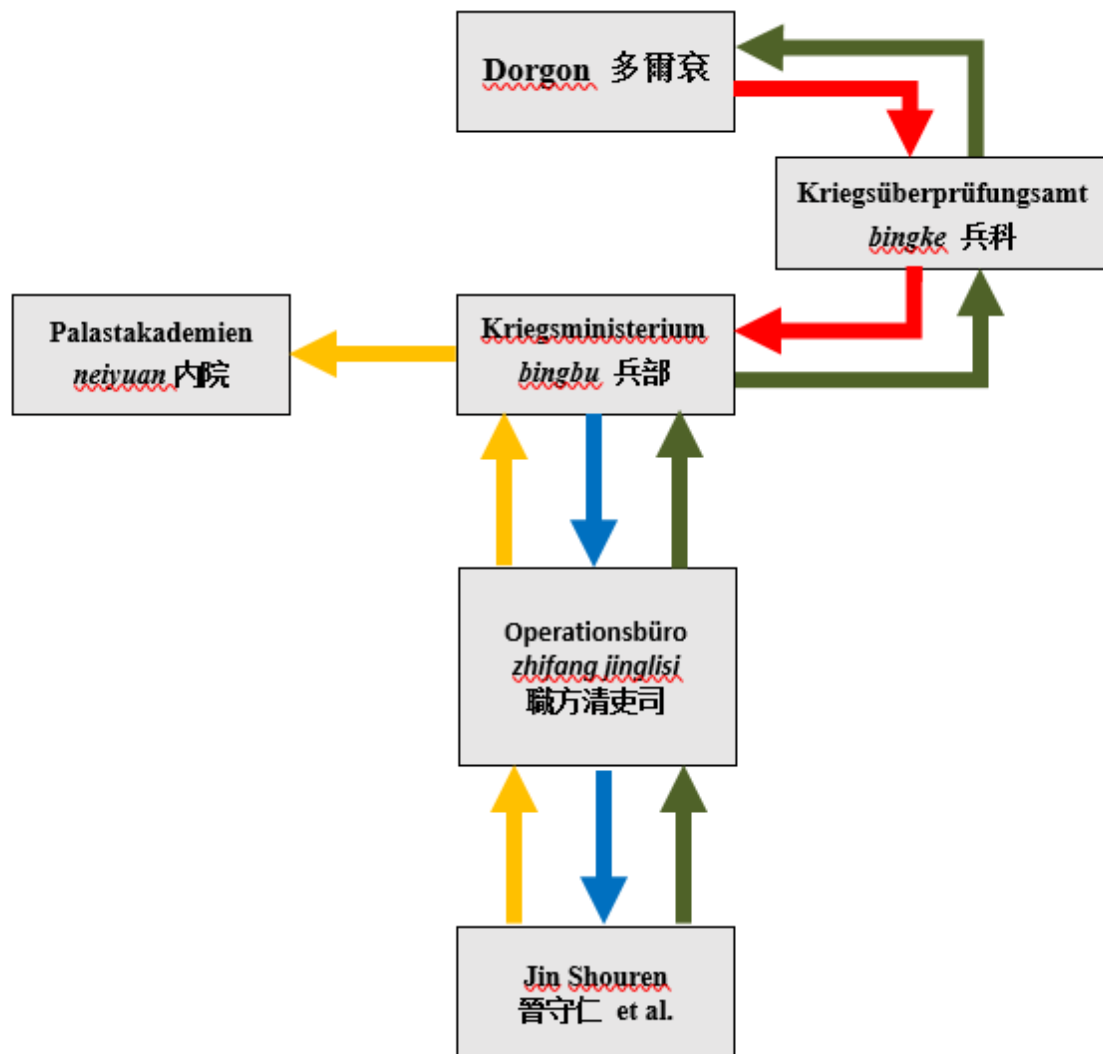 Dorgon 多爾袞
Kriegsüberprüfungsamt
bingke 兵科
Palastakademien
neiyuan 內院
Kriegsministerium
bingbu 兵部
Operationsbüro
zhifang jinglisi
職方清吏司
Jin Shouren
晉守仁 et al.